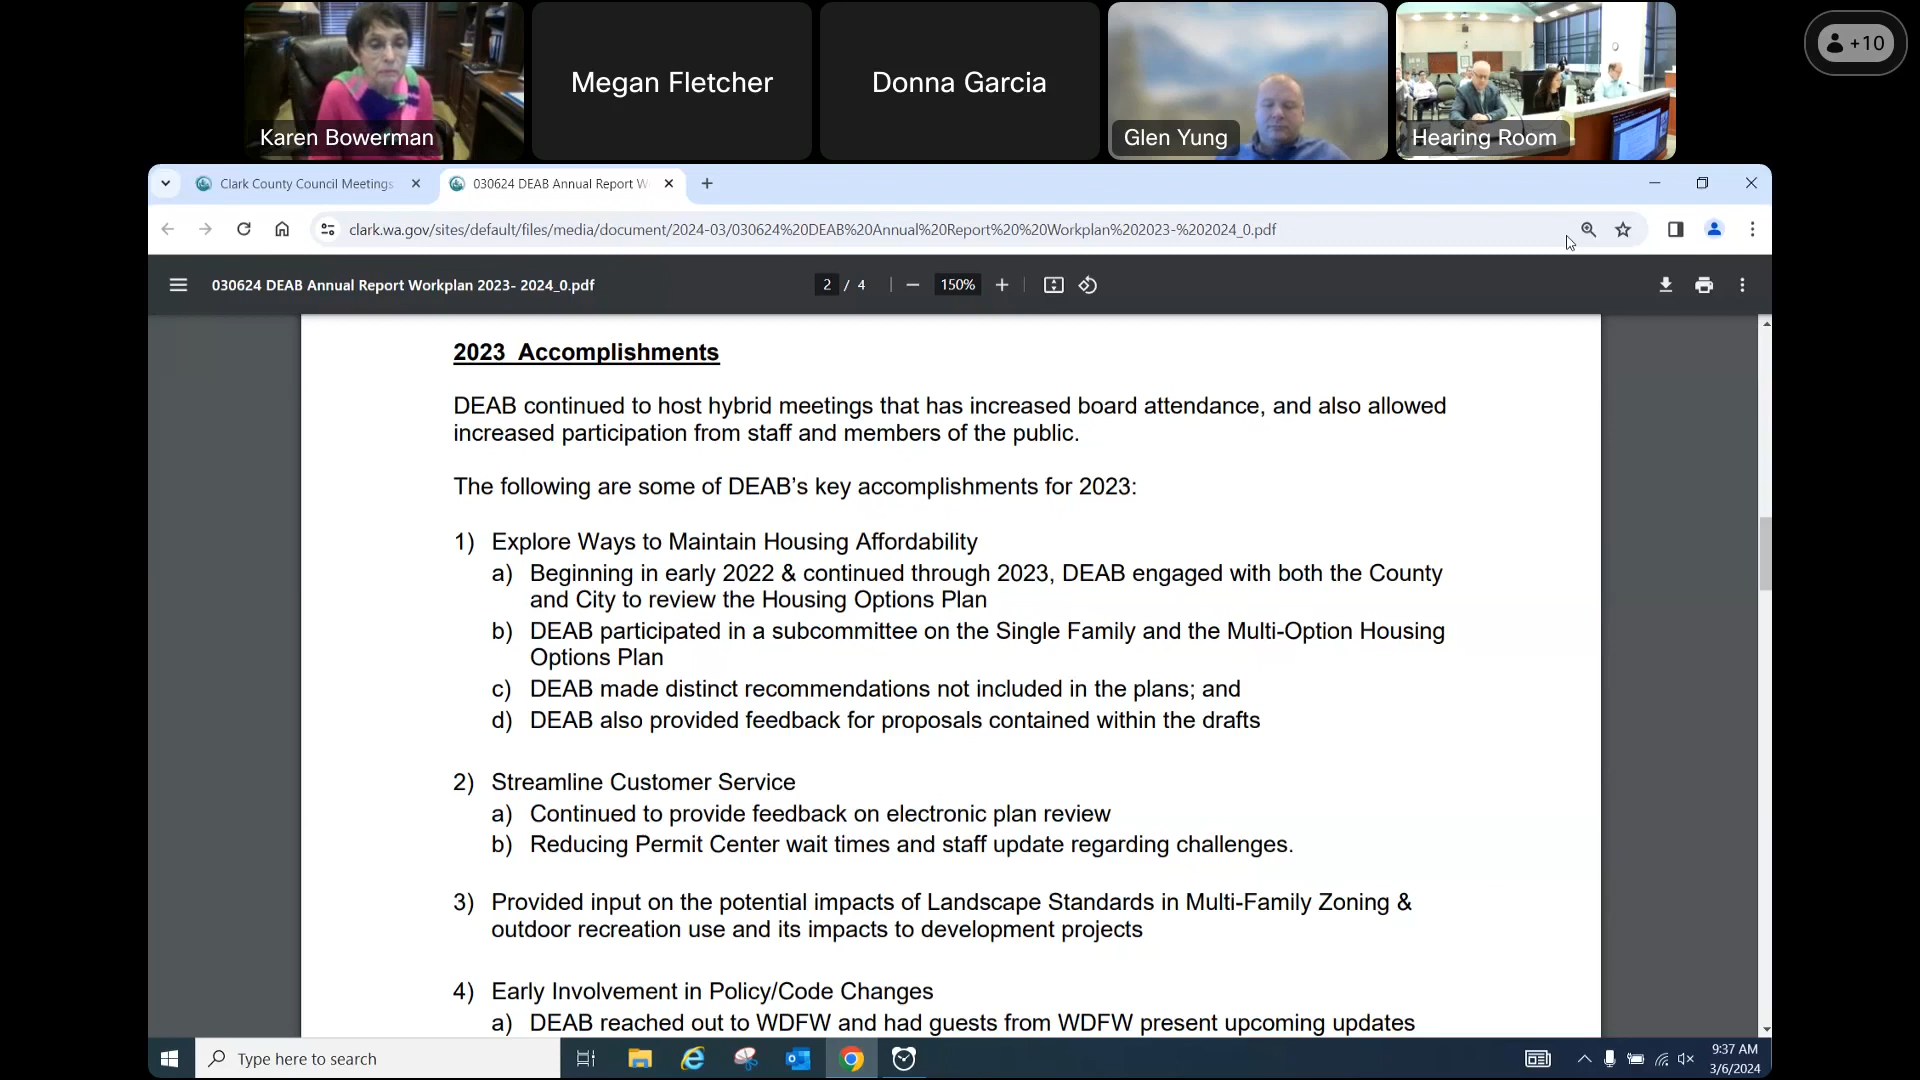 Karen Bowerman
Megan Fletcher
Donna Garcia
Glen Yung
Hearing Room
+10
Clark County Council Meetings
030624 DEAB Annual Report W
clark.wa.gov/sites/default/files/media/document/2024-03/030624%20DEAB%20Annual%20Report%20%20Workplan%202023-%202024_0.pdf
030624 DEAB Annual Report Workplan 2023- 2024_0.pdf
2 / 4
150%
2023 Accomplishments
DEAB continued to host hybrid meetings that has increased board attendance, and also allowed
increased participation from staff and members of the public.
The following are some of DEAB’s key accomplishments for 2023:
1) Explore Ways to Maintain Housing Affordability
a) Beginning in early 2022 & continued through 2023, DEAB engaged with both the County
and City to review the Housing Options Plan
b) DEAB participated in a subcommittee on the Single Family and the Multi-Option Housing
Options Plan
c) DEAB made distinct recommendations not included in the plans; and
d) DEAB also provided feedback for proposals contained within the drafts
2) Streamline Customer Service
a) Continued to provide feedback on electronic plan review
b) Reducing Permit Center wait times and staff update regarding challenges.
3) Provided input on the potential impacts of Landscape Standards in Multi-Family Zoning &
outdoor recreation use and its impacts to development projects
4) Early Involvement in Policy/Code Changes
a) DEAB reached out to WDFW and had guests from WDFW present upcoming updates
Type here to search
9:37 AM
3/6/2024